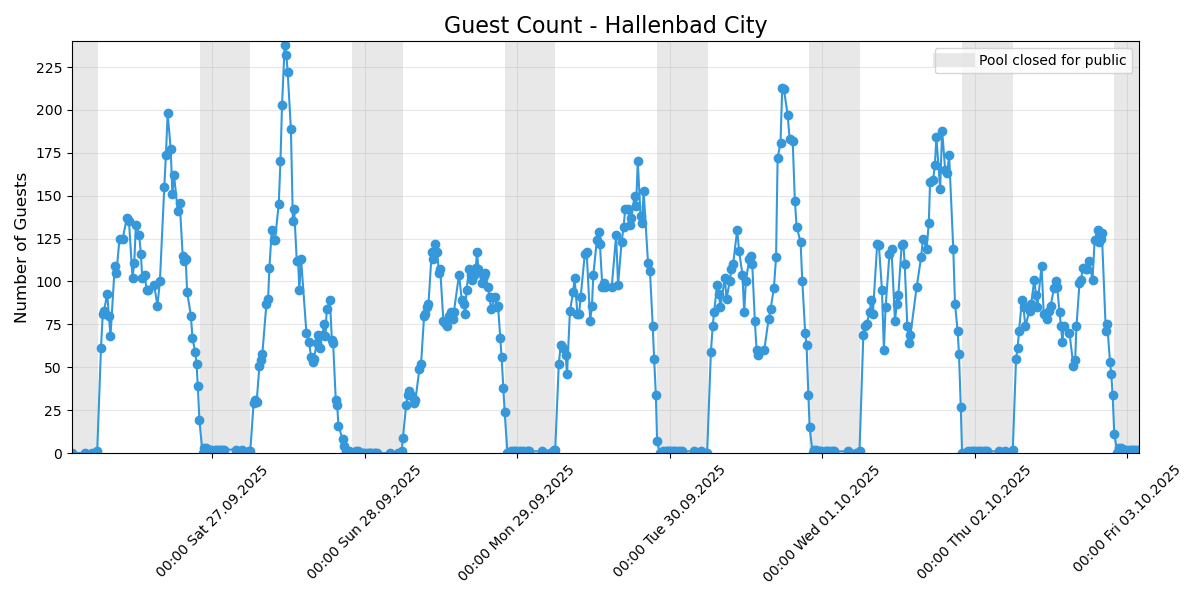 Guest Count - Hallenbad City
Pool closed for public
Number of Guests
225
200
175
150
125
100
75
50
25
0
00:00 Sat 27.09.2025
00:00 Sun 28.09.2025
00:00 Mon 29.09.2025
00:00 Tue 30.09.2025
00:00 Wed 01.10.2025
00:00 Thu 02.10.2025
00:00 Fri 03.10.2025